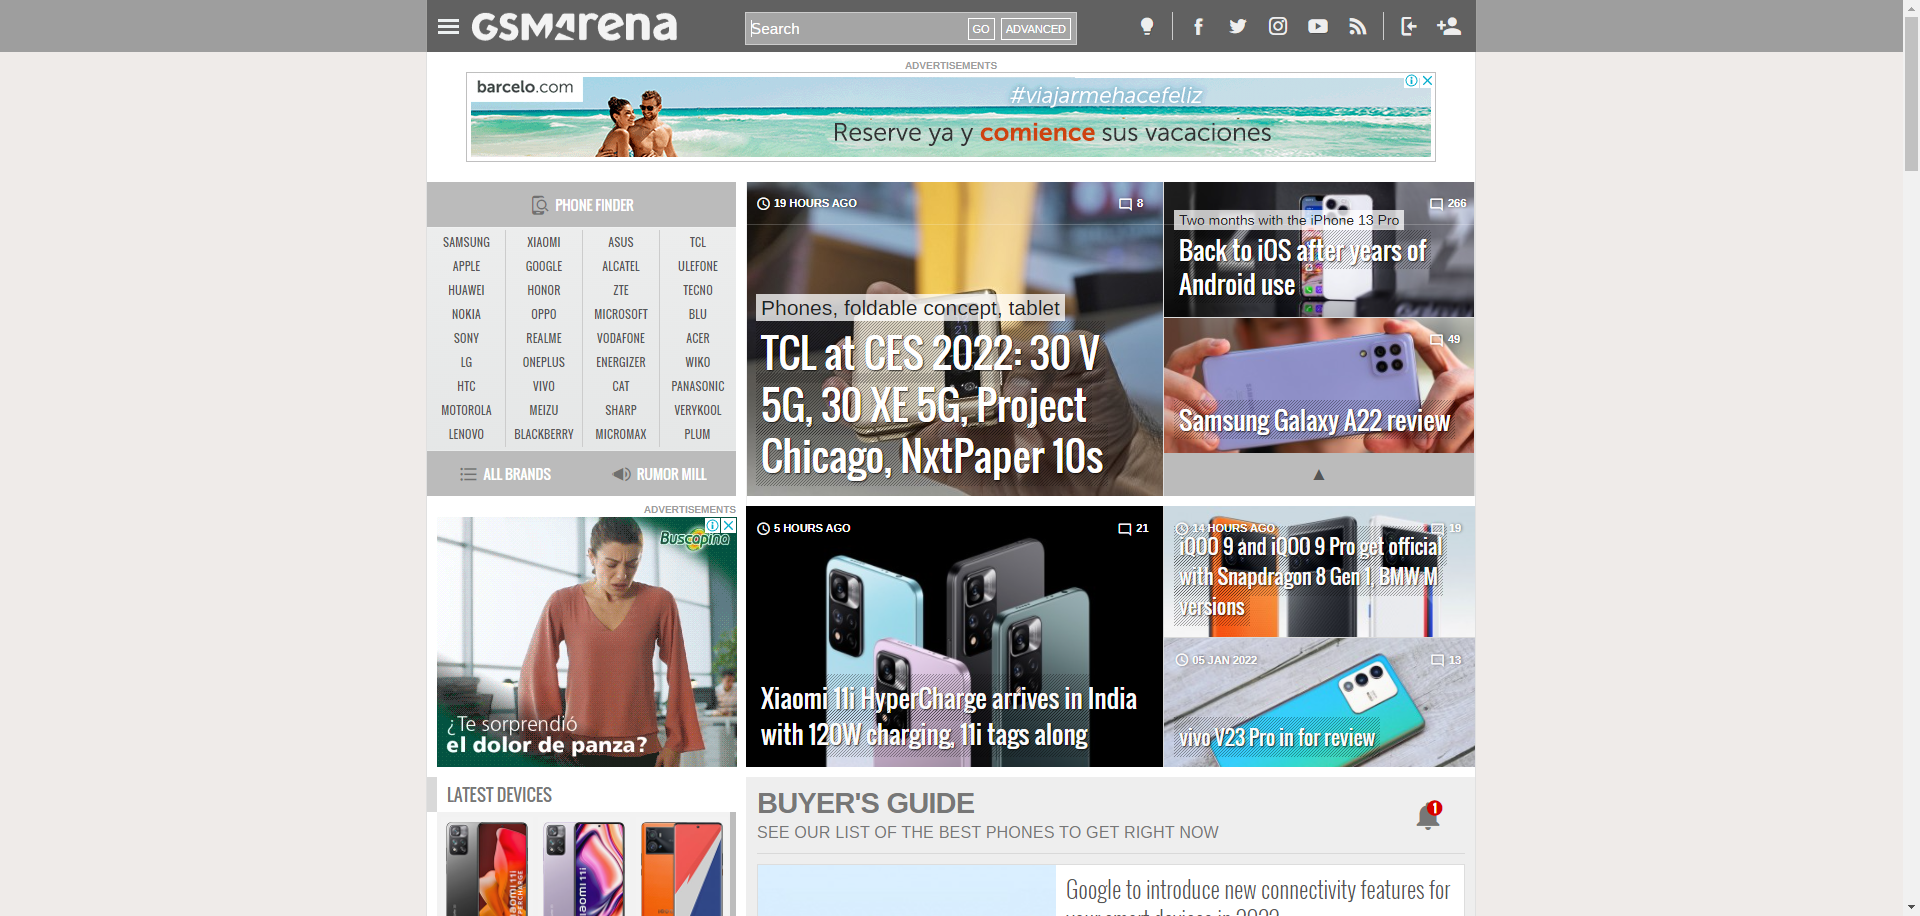 GSMArena
Search
GO
ADVANCED
ADVERTISEMENTS
barcelo.com
#viajarmehacefeliz
Reserve ya y comience sus vacaciones
PHONE FINDER
SAMSUNG XIAOMI ASUS TCL
APPLE GOOGLE ALCATEL ULEFONE
HUAWEI HONOR ZTE TECNO
NOKIA OPPO MICROSOFT BLU
SONY REALME VODAFONE ACER
LG ONEPLUS ENERGIZER WIKO
HTC VIVO CAT PANASONIC
MOTOROLA MEIZU SHARP VERYKOOL
LENOVO BLACKBERRY MICROMAX PLUM
ALL BRANDS
RUMOR MILL
19 HOURS AGO
8
Phones, foldable concept, tablet
TCL at CES 2022: 30 V
5G, 30 XE 5G, Project
Chicago, NxtPaper 10s
266
Two months with the iPhone 13 Pro
Back to iOS after years of
Android use
49
Samsung Galaxy A22 review
ADVERTISEMENTS
Buscapina
¿Te sorprendió
el dolor de panza?
5 HOURS AGO
21
Xiaomi 11i HyperCharge arrives in India
with 120W charging, 11i tags along
14 HOURS AGO
19
iQOO 9 and iQOO 9 Pro get official
with Snapdragon 8 Gen 1, BMW M
versions
05 JAN 2022
13
vivo V23 Pro in for review
LATEST DEVICES
BUYER'S GUIDE
SEE OUR LIST OF THE BEST PHONES TO GET RIGHT NOW
1
Google to introduce new connectivity features for
your smart devices in 2022